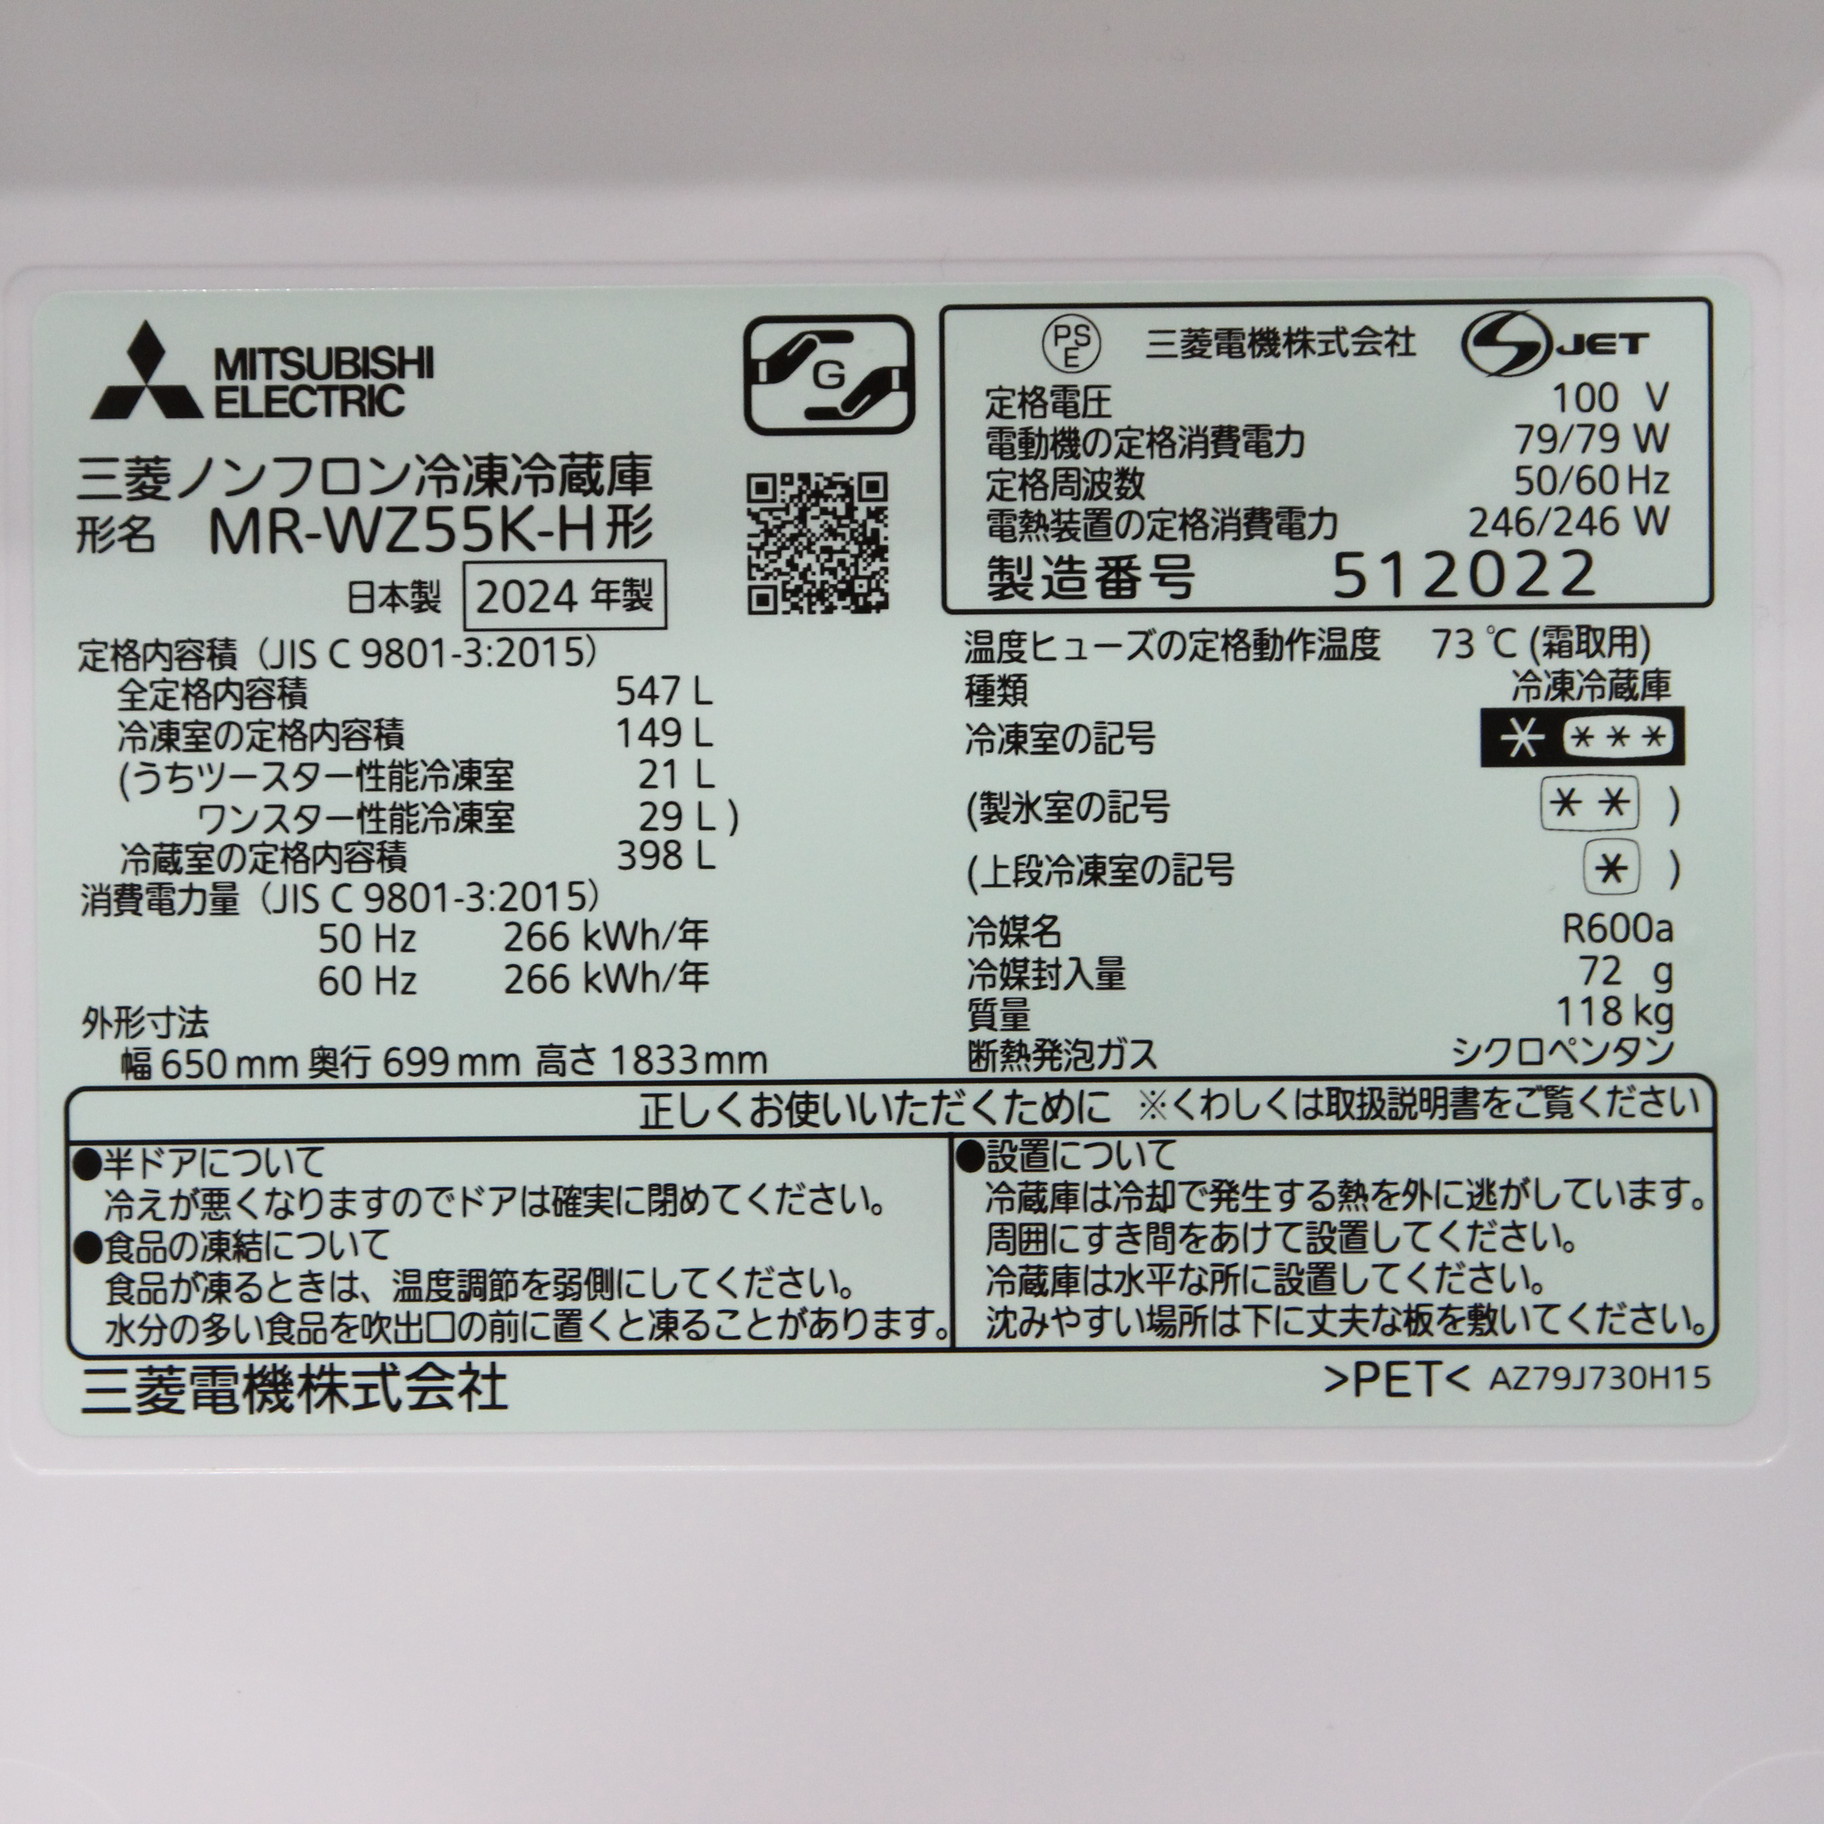 MITSUBISHI
ELECTRIC
三菱ノンフロン冷凍冷蔵庫
形名 MR-WZ55K-H形
日本製 2024 年製
G
定格内容積（JIS C 9801-3:2015）
全定格内容積 547 L
冷凍室の定格内容積 149 L
(うちツースター性能冷凍室 21 L
ワンスター性能冷凍室 29 L )
冷蔵室の定格内容積 398 L
消費電力量（JIS C 9801-3:2015）
50 Hz 266 kWh/年
60 Hz 266 kWh/年
外形寸法
幅 650 mm 奥行 699 mm 高さ 1833 mm
PS
E
三菱電機株式会社 S JET
定格電圧 100 V
電動機の定格消費電力 79/79 W
定格周波数 50/60 Hz
電熱装置の定格消費電力 246/246 W
製造番号 512022
温度ヒューズの定格動作温度 73 ℃ (霜取用)
種類 冷凍冷蔵庫
冷凍室の記号 * ***
(製氷室の記号 ** )
(上段冷凍室の記号 * )
冷媒名 R600a
冷媒封入量 72 g
質量 118 kg
断熱発泡ガス シクロペンタン
正しくお使いいただくために ※くわしくは取扱説明書をご覧ください
●半ドアについて
冷えが悪くなりますのでドアは確実に閉めてください。
●食品の凍結について
食品が凍るときは、温度調節を弱側にしてください。
水分の多い食品を吹出口の前に置くと凍ることがあります。
●設置について
冷蔵庫は冷却で発生する熱を外に逃がしています。
周囲にすき間をあけて設置してください。
冷蔵庫は水平な所に設置してください。
沈みやすい場所は下に丈夫な板を敷いてください。
三菱電機株式会社
>PET< AZ79J730H15